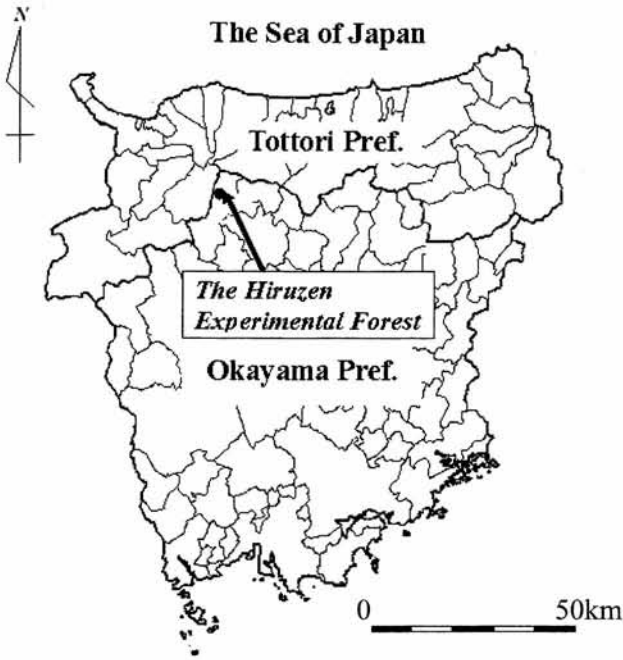 N
The Sea of Japan
Tottori Pref.
The Hiruzen
Experimental Forest
Okayama Pref.
0 50km